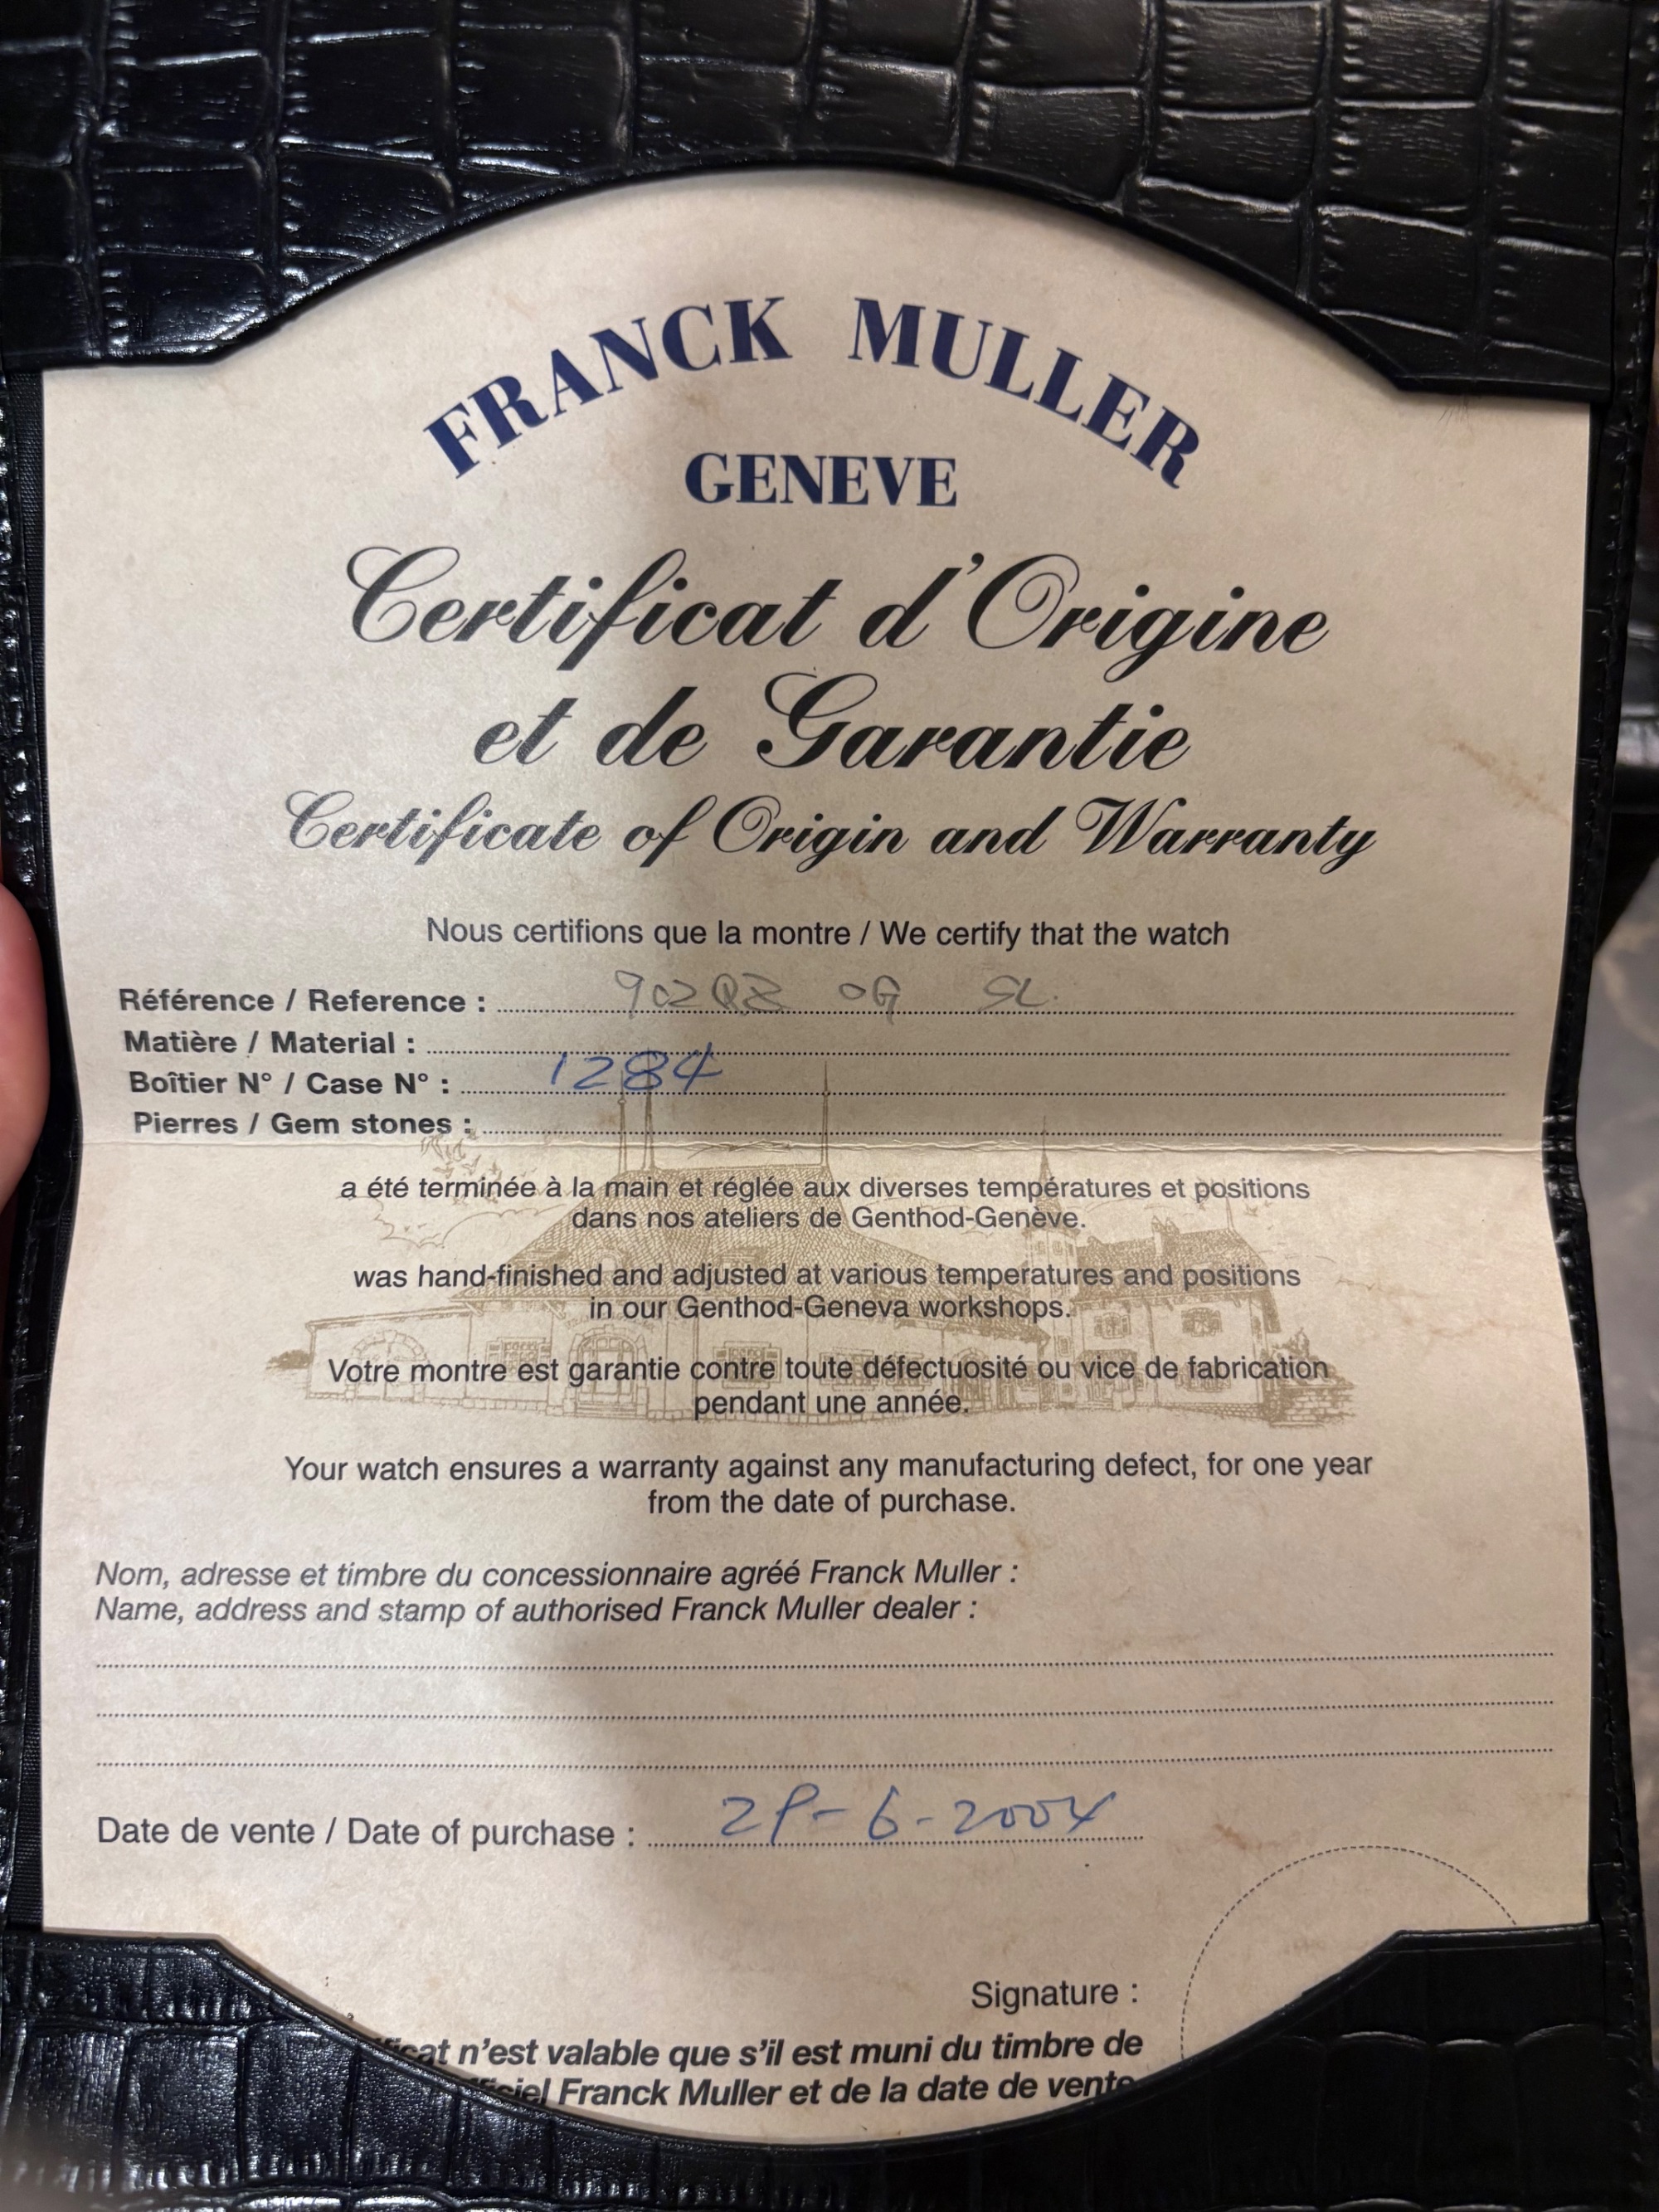 FRANCK MULLER
GENEVE
Certificat d'Origine
et de Garantie
Certificate of Origin and Warranty
Nous certifions que la montre / We certify that the watch
Référence / Reference : 902QZ OG SL.
Matière / Material :
Boîtier N° / Case N° : 1284
Pierres / Gem stones :
a été terminée à la main et réglée aux diverses températures et positions
dans nos ateliers de Genthod-Genève.
was hand-finished and adjusted at various temperatures and positions
in our Genthod-Geneva workshops.
Votre montre est garantie contre toute défectuosité ou vice de fabrication
pendant une année.
Your watch ensures a warranty against any manufacturing defect, for one year
from the date of purchase.
Nom, adresse et timbre du concessionnaire agréé Franck Muller :
Name, address and stamp of authorised Franck Muller dealer :
Date de vente / Date of purchase : 29-6-2004
Signature :
n'est valable que s'il est muni du timbre de
Franck Muller et de la date de vente